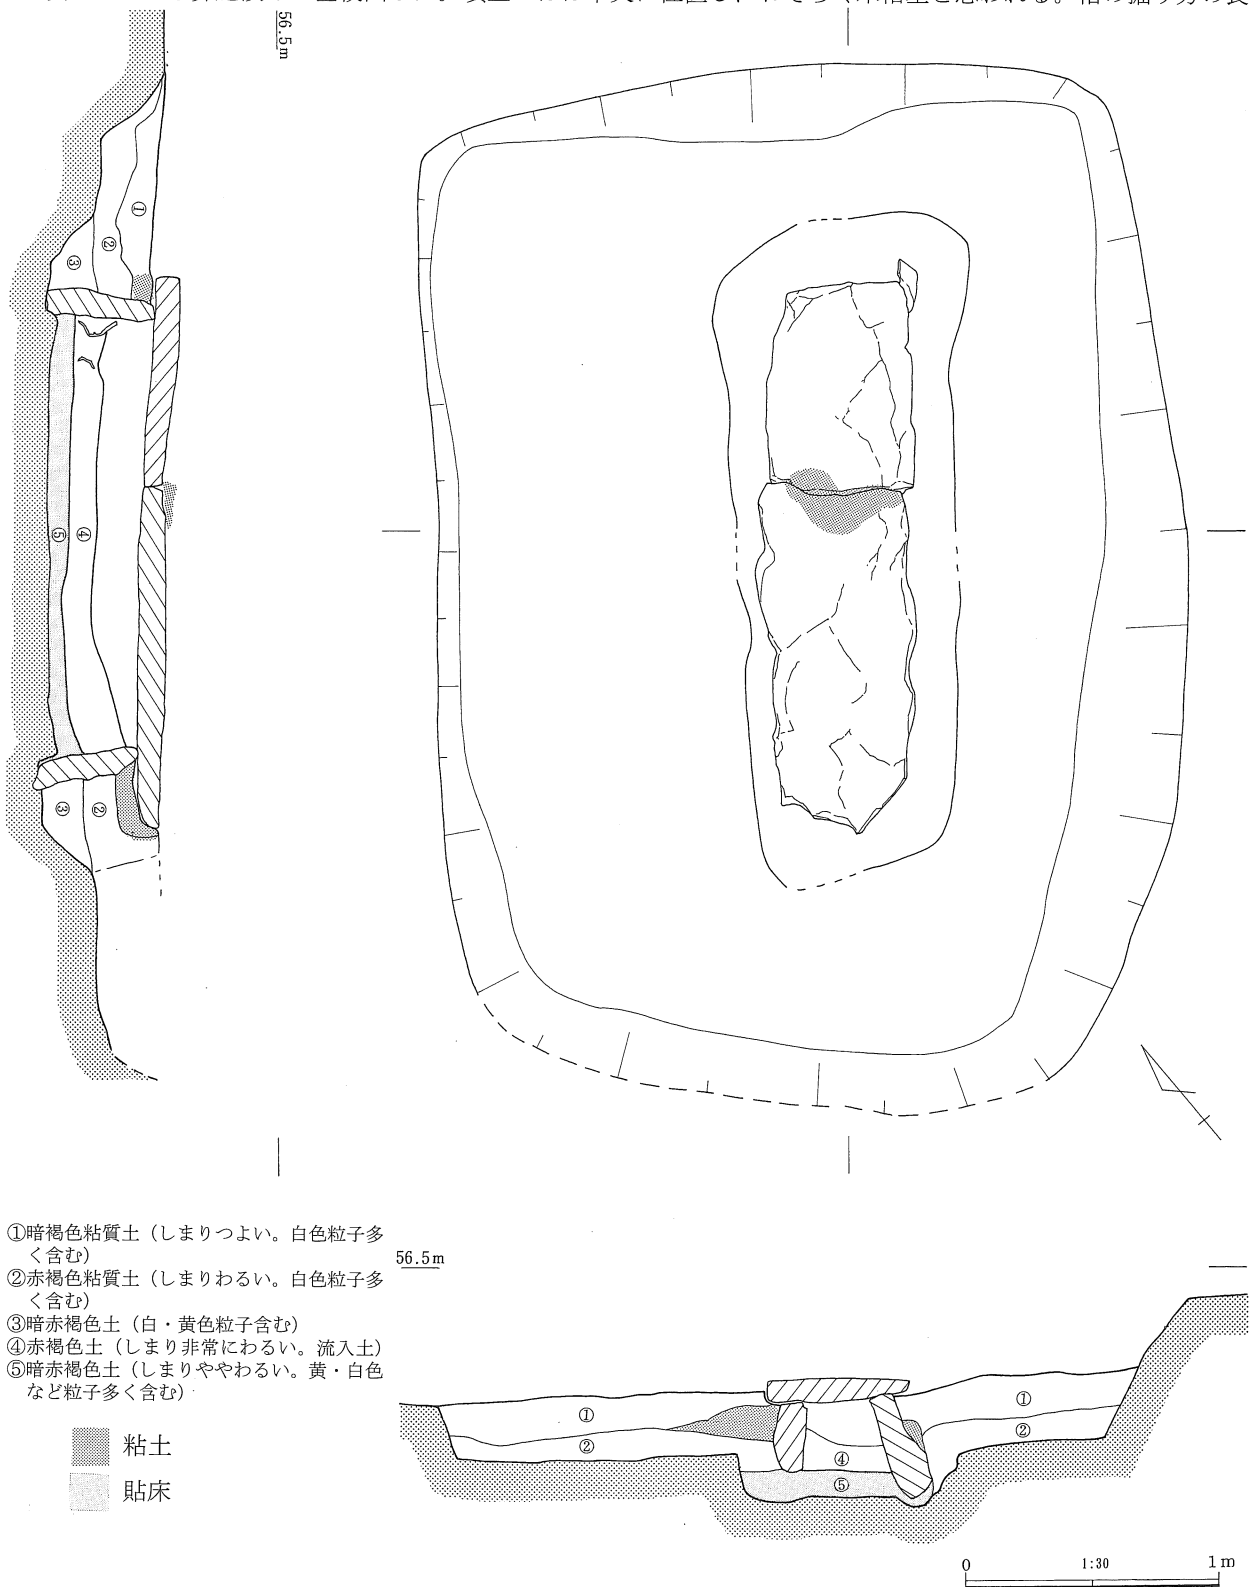 56.5m
①
②
③
④
⑤
③
②
①暗褐色粘質土（しまりつよい。白色粒子多
く含む）
②赤褐色粘質土（しまりわるい。白色粒子多
く含む）
③暗赤褐色土（白・黄色粒子含む）
④赤褐色土（しまり非常にわるい。流入土）
⑤暗赤褐色土（しまりややわるい。黄・白色
など粒子多く含む）
粘土
貼床
56.5m
①
②
④
⑤
①
②
0 1:30 1m